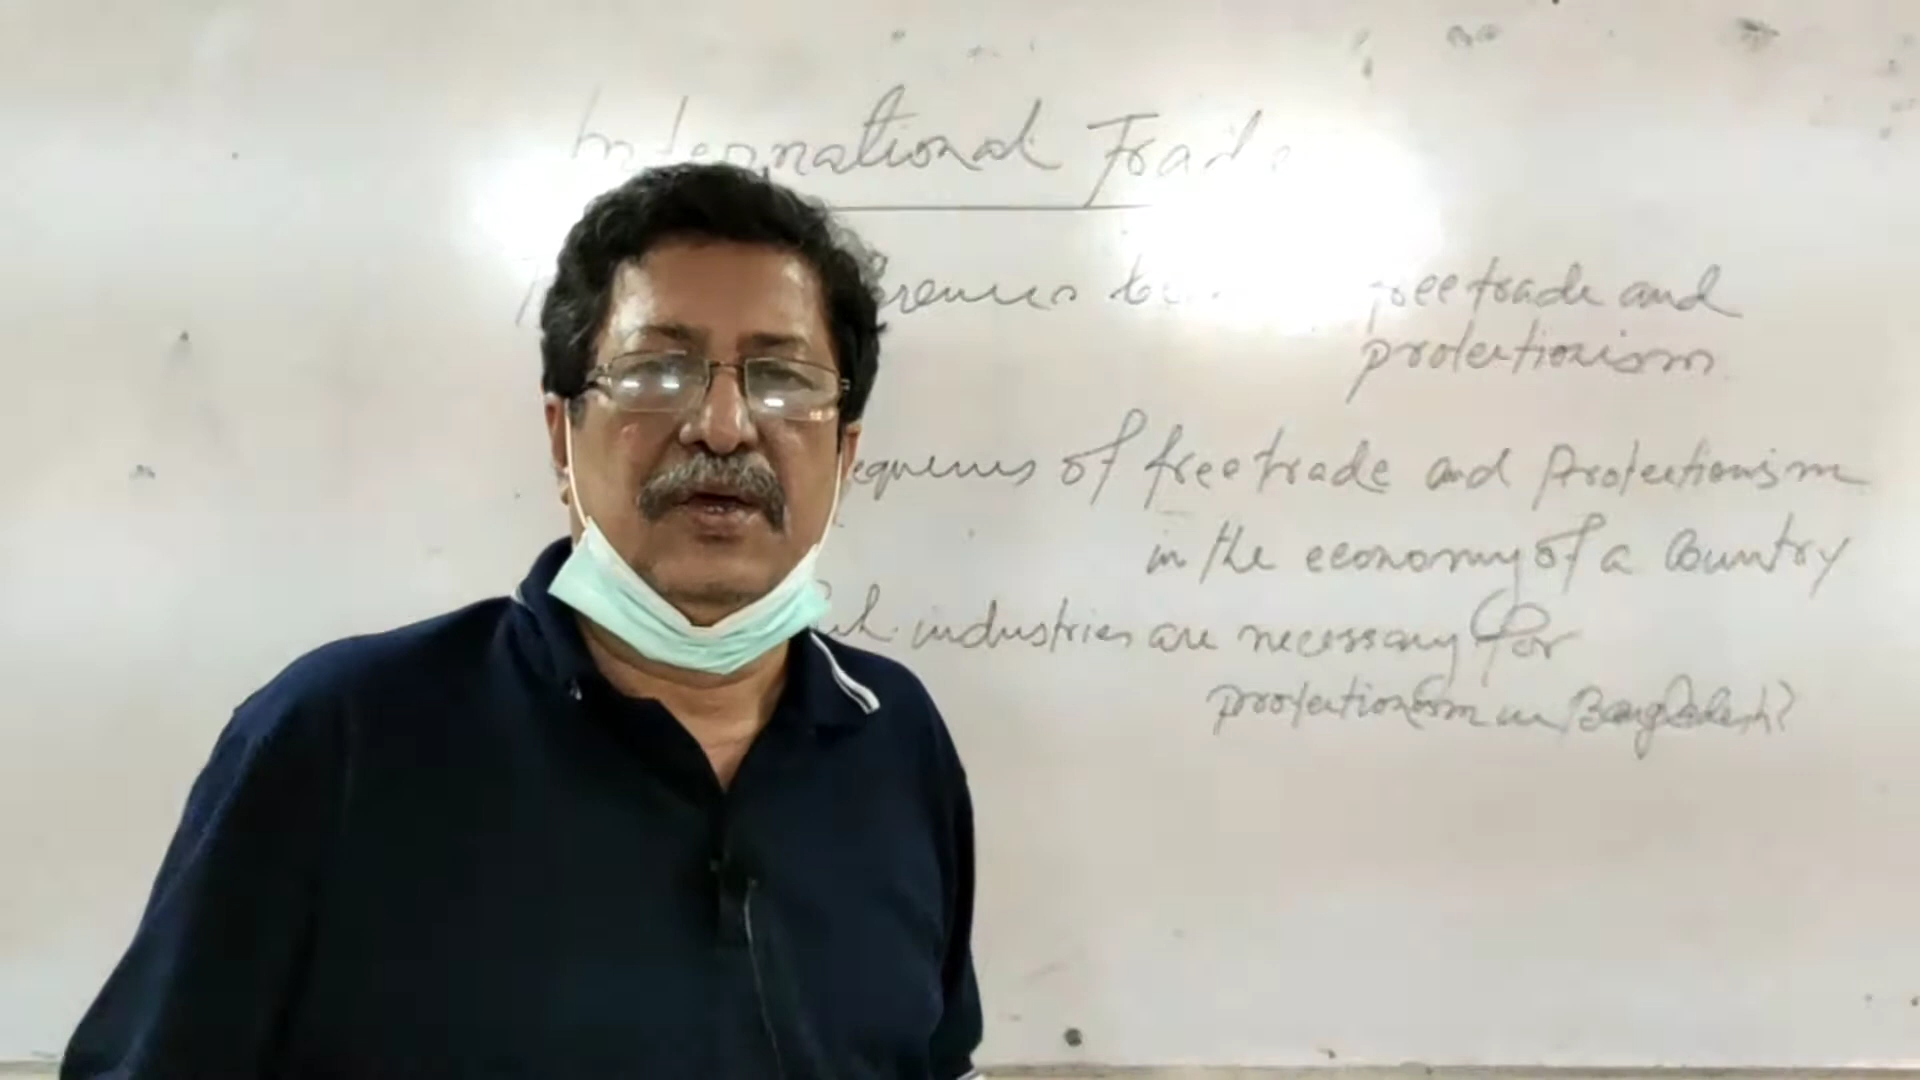 International Trade
free trade and
protectionism.
of free trade and Protectionism
in the economy of a Country
industries are necessary for
protectionism in Bangladesh?